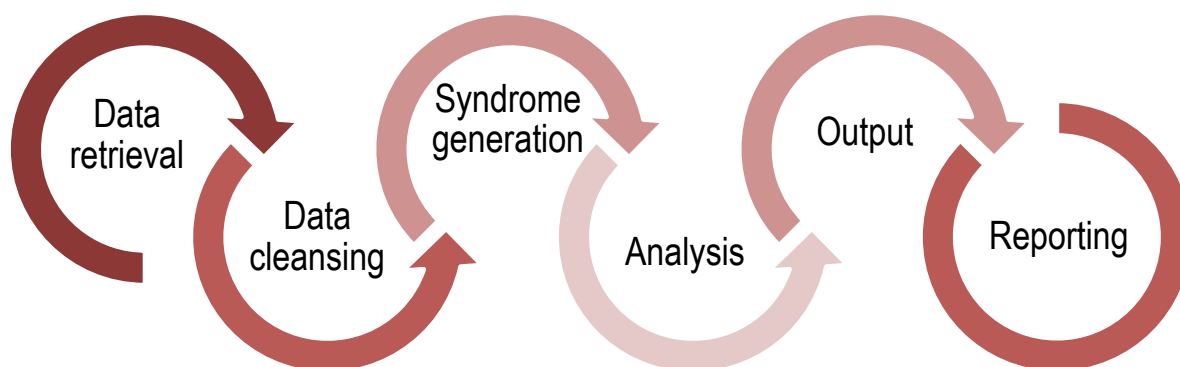 Data
retrieval
Data
cleansing
Syndrome
generation
Analysis
Output
Reporting